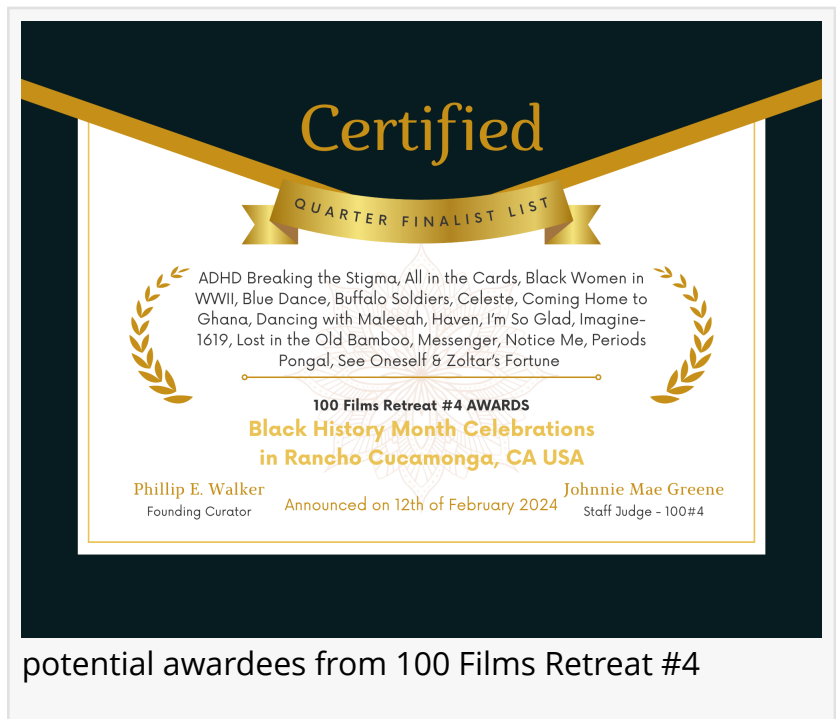 Certified
QUARTER FINALIST LIST
ADHD Breaking the Stigma, All in the Cards, Black Women in
WWII, Blue Dance, Buffalo Soldiers, Celeste, Coming Home to
Ghana, Dancing with Maleeah, Haven, I'm So Glad, Imagine-
1619, Lost in the Old Bamboo, Messenger, Notice Me, Periods
Pongal, See Oneself & Zoltar's Fortune
100 Films Retreat #4 AWARDS
Black History Month Celebrations
in Rancho Cucamonga, CA USA
Phillip E. Walker
Founding Curator
Announced on 12th of February 2024
Johnnie Mae Greene
Staff Judge - 100#4
potential awardees from 100 Films Retreat #4